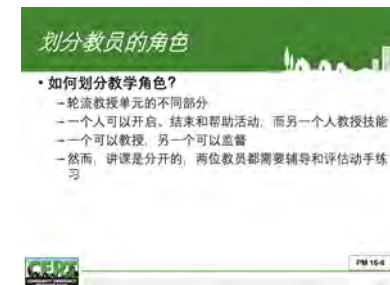 划分教员的角色
• 如何划分教学角色?
–轮流教授单元的不同部分
–一个人可以开启、结束和帮助活动, 而另一个人教授技能
–一个可以教授, 另一个可以监督
–然而, 讲课是分开的, 两位教员都需要辅导和评估动手练
习
CERT
PM 16-6